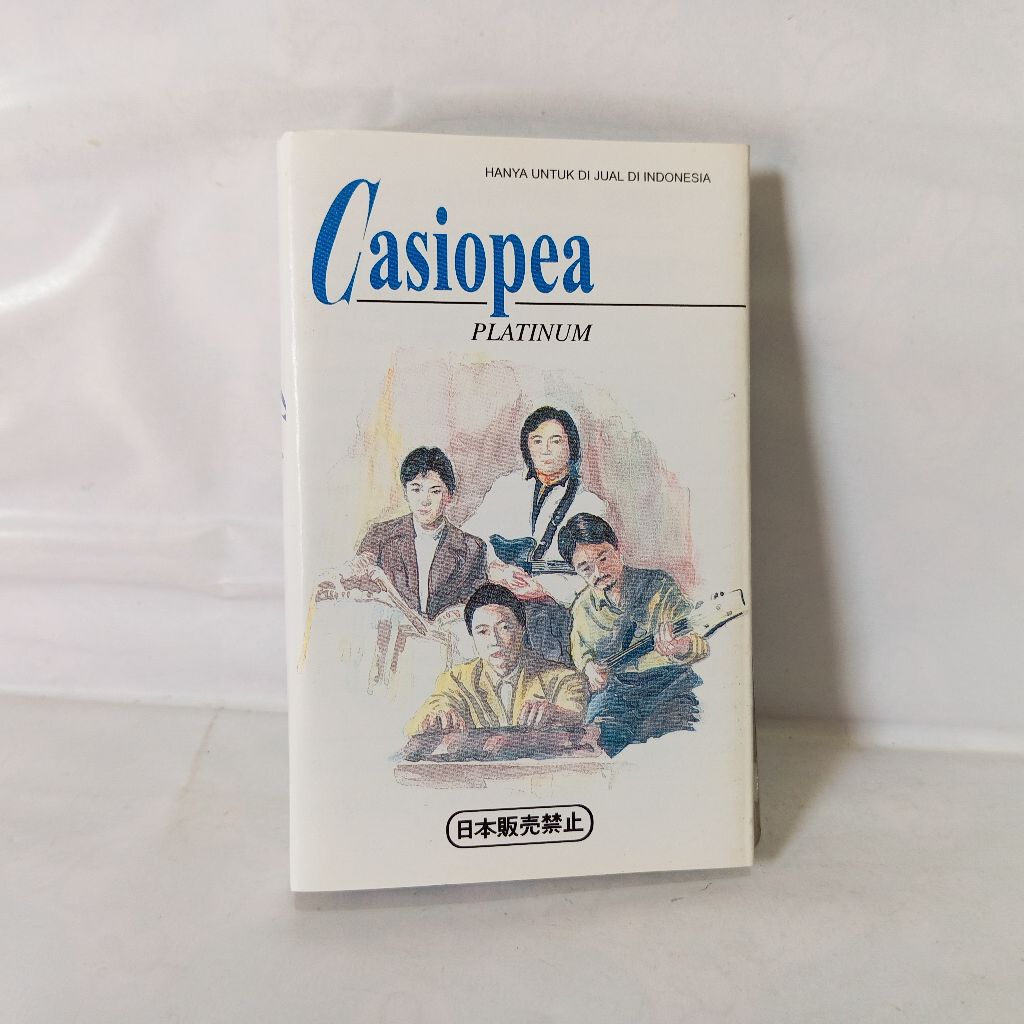 HANYA UNTUK DI JUAL DI INDONESIA
Casiopea
PLATINUM
日本販売禁止